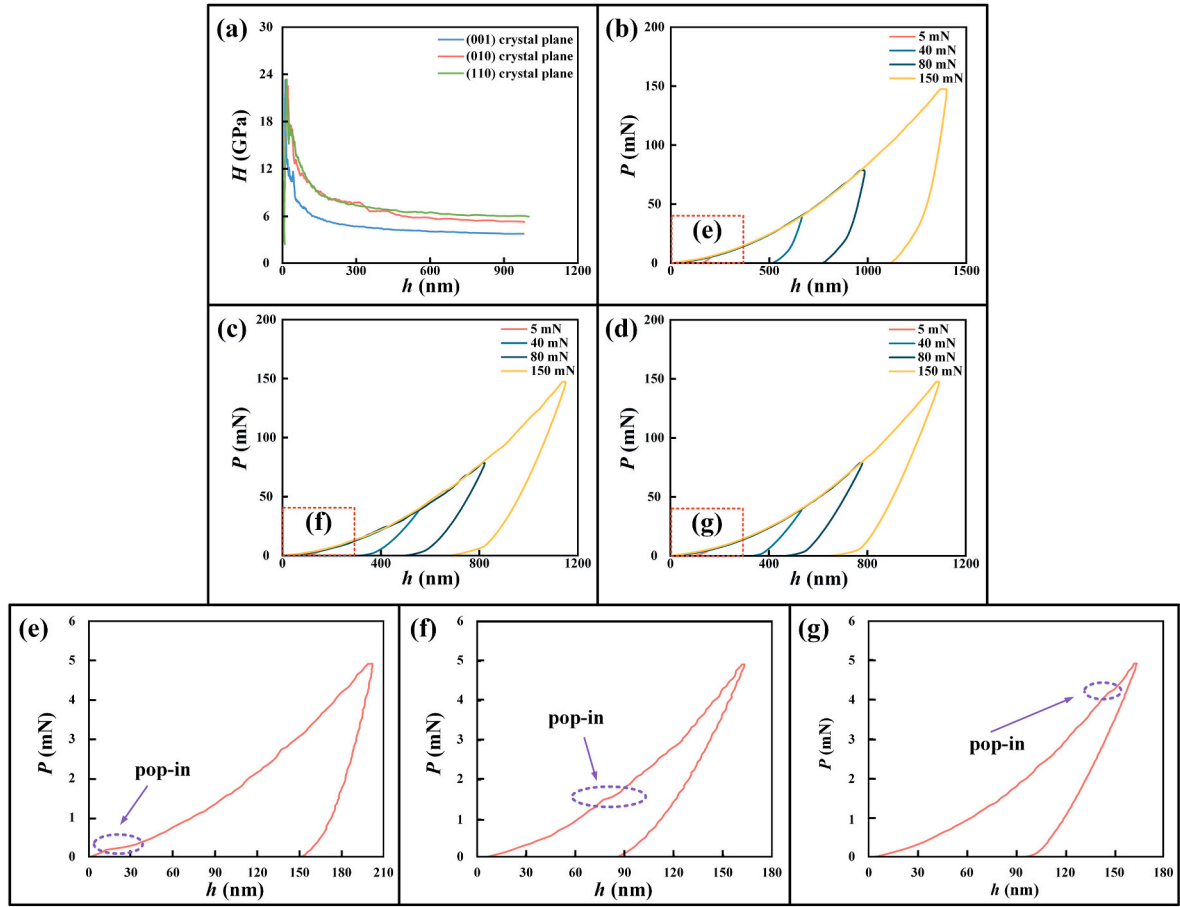 (a)
30
24
18
12
6
0
H (GPa)
(001) crystal plane
(010) crystal plane
(110) crystal plane
0 300 600 900 1200
h (nm)
(b)
200
150
100
50
0
P (mN)
5 mN
40 mN
80 mN
150 mN
(e)
0 500 1000 1500
h (nm)
(c)
200
150
100
50
0
P (mN)
5 mN
40 mN
80 mN
150 mN
(f)
0 400 800 1200
h (nm)
(d)
200
150
100
50
0
P (mN)
5 mN
40 mN
80 mN
150 mN
(g)
0 400 800 1200
h (nm)
(e)
6
5
4
3
2
1
0
P (mN)
pop-in
0 30 60 90 120 150 180 210
h (nm)
(f)
6
5
4
3
2
1
0
P (mN)
pop-in
0 30 60 90 120 150 180
h (nm)
(g)
6
5
4
3
2
1
0
P (mN)
pop-in
0 30 60 90 120 150 180
h (nm)